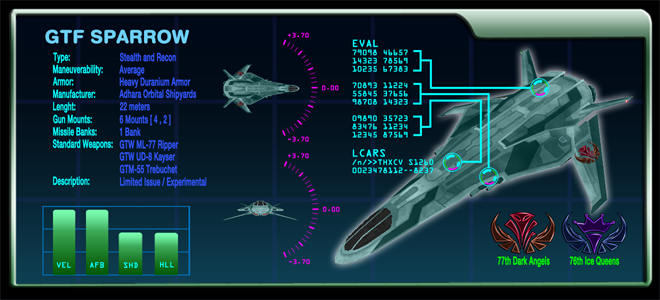 GTF SPARROW
Type: Stealth and Recon
Maneuverability: Average
Armor: Heavy Duranium Armor
Manufacturer: Adhara Orbital Shipyards
Lenght: 22 meters
Gun Mounts: 6 Mounts [ 4 , 2 ]
Missile Banks: 1 Bank
Standard Weapons: GTW ML-77 Ripper
GTW UD-8 Kayser
GTM-55 Trebuchet
Description: Limited Issue / Experimental
VEL AFB SHD HLL
+3.70
0-00
-3.70
+3.70
0-00
-3.70
EVAL
79098 46657
14323 78569
10235 67383
70893 11224
55845 37656
98708 14323
09890 35723
83476 11234
12345 87569
LCARS
/n/>>THXCV S1260
0023478112--8237
77th Dark Angels
76th Ice Queens